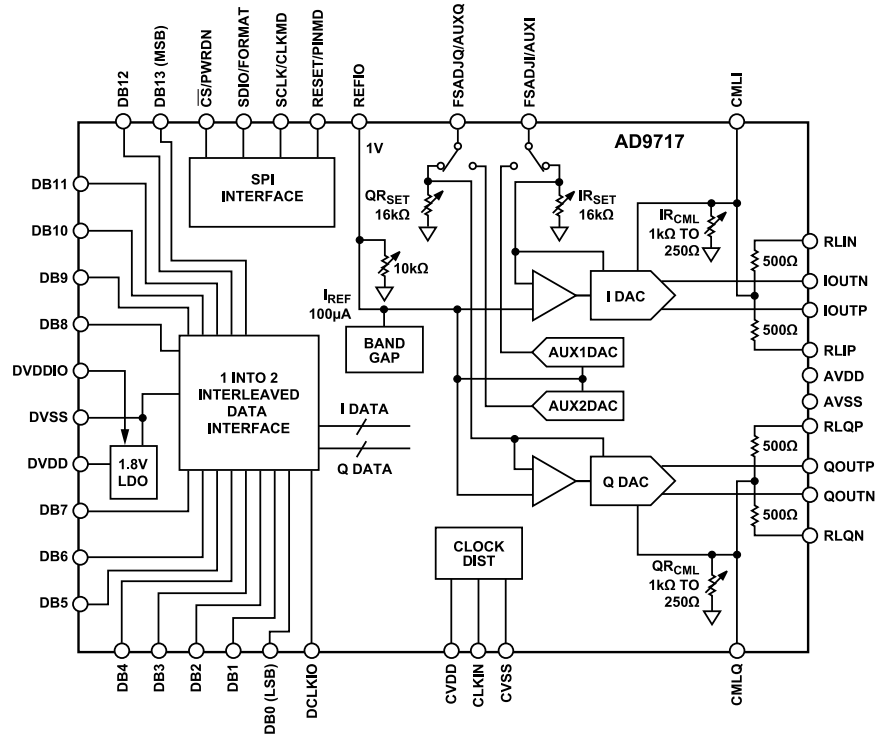 DB12
DB13 (MSB)
CS/PWRDN
SDIO/FORMAT
SCLK/CLKMD
RESET/PINMD
REFIO
FSADJQ/AUXQ
FSADJI/AUXI
CMLI
AD9717
1V
SPI
INTERFACE
QRSET
16kΩ
IRSET
16kΩ
IRCML
1kΩ TO
250Ω
10kΩ
IREF
100µA
BAND
GAP
I DAC
AUX1DAC
AUX2DAC
Q DAC
500Ω
500Ω
500Ω
500Ω
DB11
DB10
DB9
DB8
DVDDIO
DVSS
DVDD
DB7
DB6
DB5
1.8V
LDO
1 INTO 2
INTERLEAVED
DATA
INTERFACE
I DATA
Q DATA
CLOCK
DIST
QRCML
1kΩ TO
250Ω
RLIN
IOUTN
IOUTP
RLIP
AVDD
AVSS
RLQP
QOUTP
QOUTN
RLQN
DB4
DB3
DB2
DB1
DB0 (LSB)
DCLKIO
CVDD
CLKIN
CVSS
CMLQ